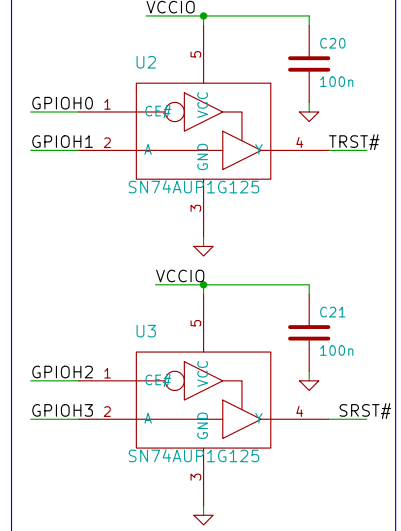 VCCIO
C20
U2
5
100n
GPIOH0 1 CE# VCC
GPIOH1 2 A GND Y 4 TRST#
SN74AUP1G125
3
VCCIO
C21
U3
5
100n
GPIOH2 1 CE# VCC
GPIOH3 2 A GND Y 4 SRST#
SN74AUP1G125
3